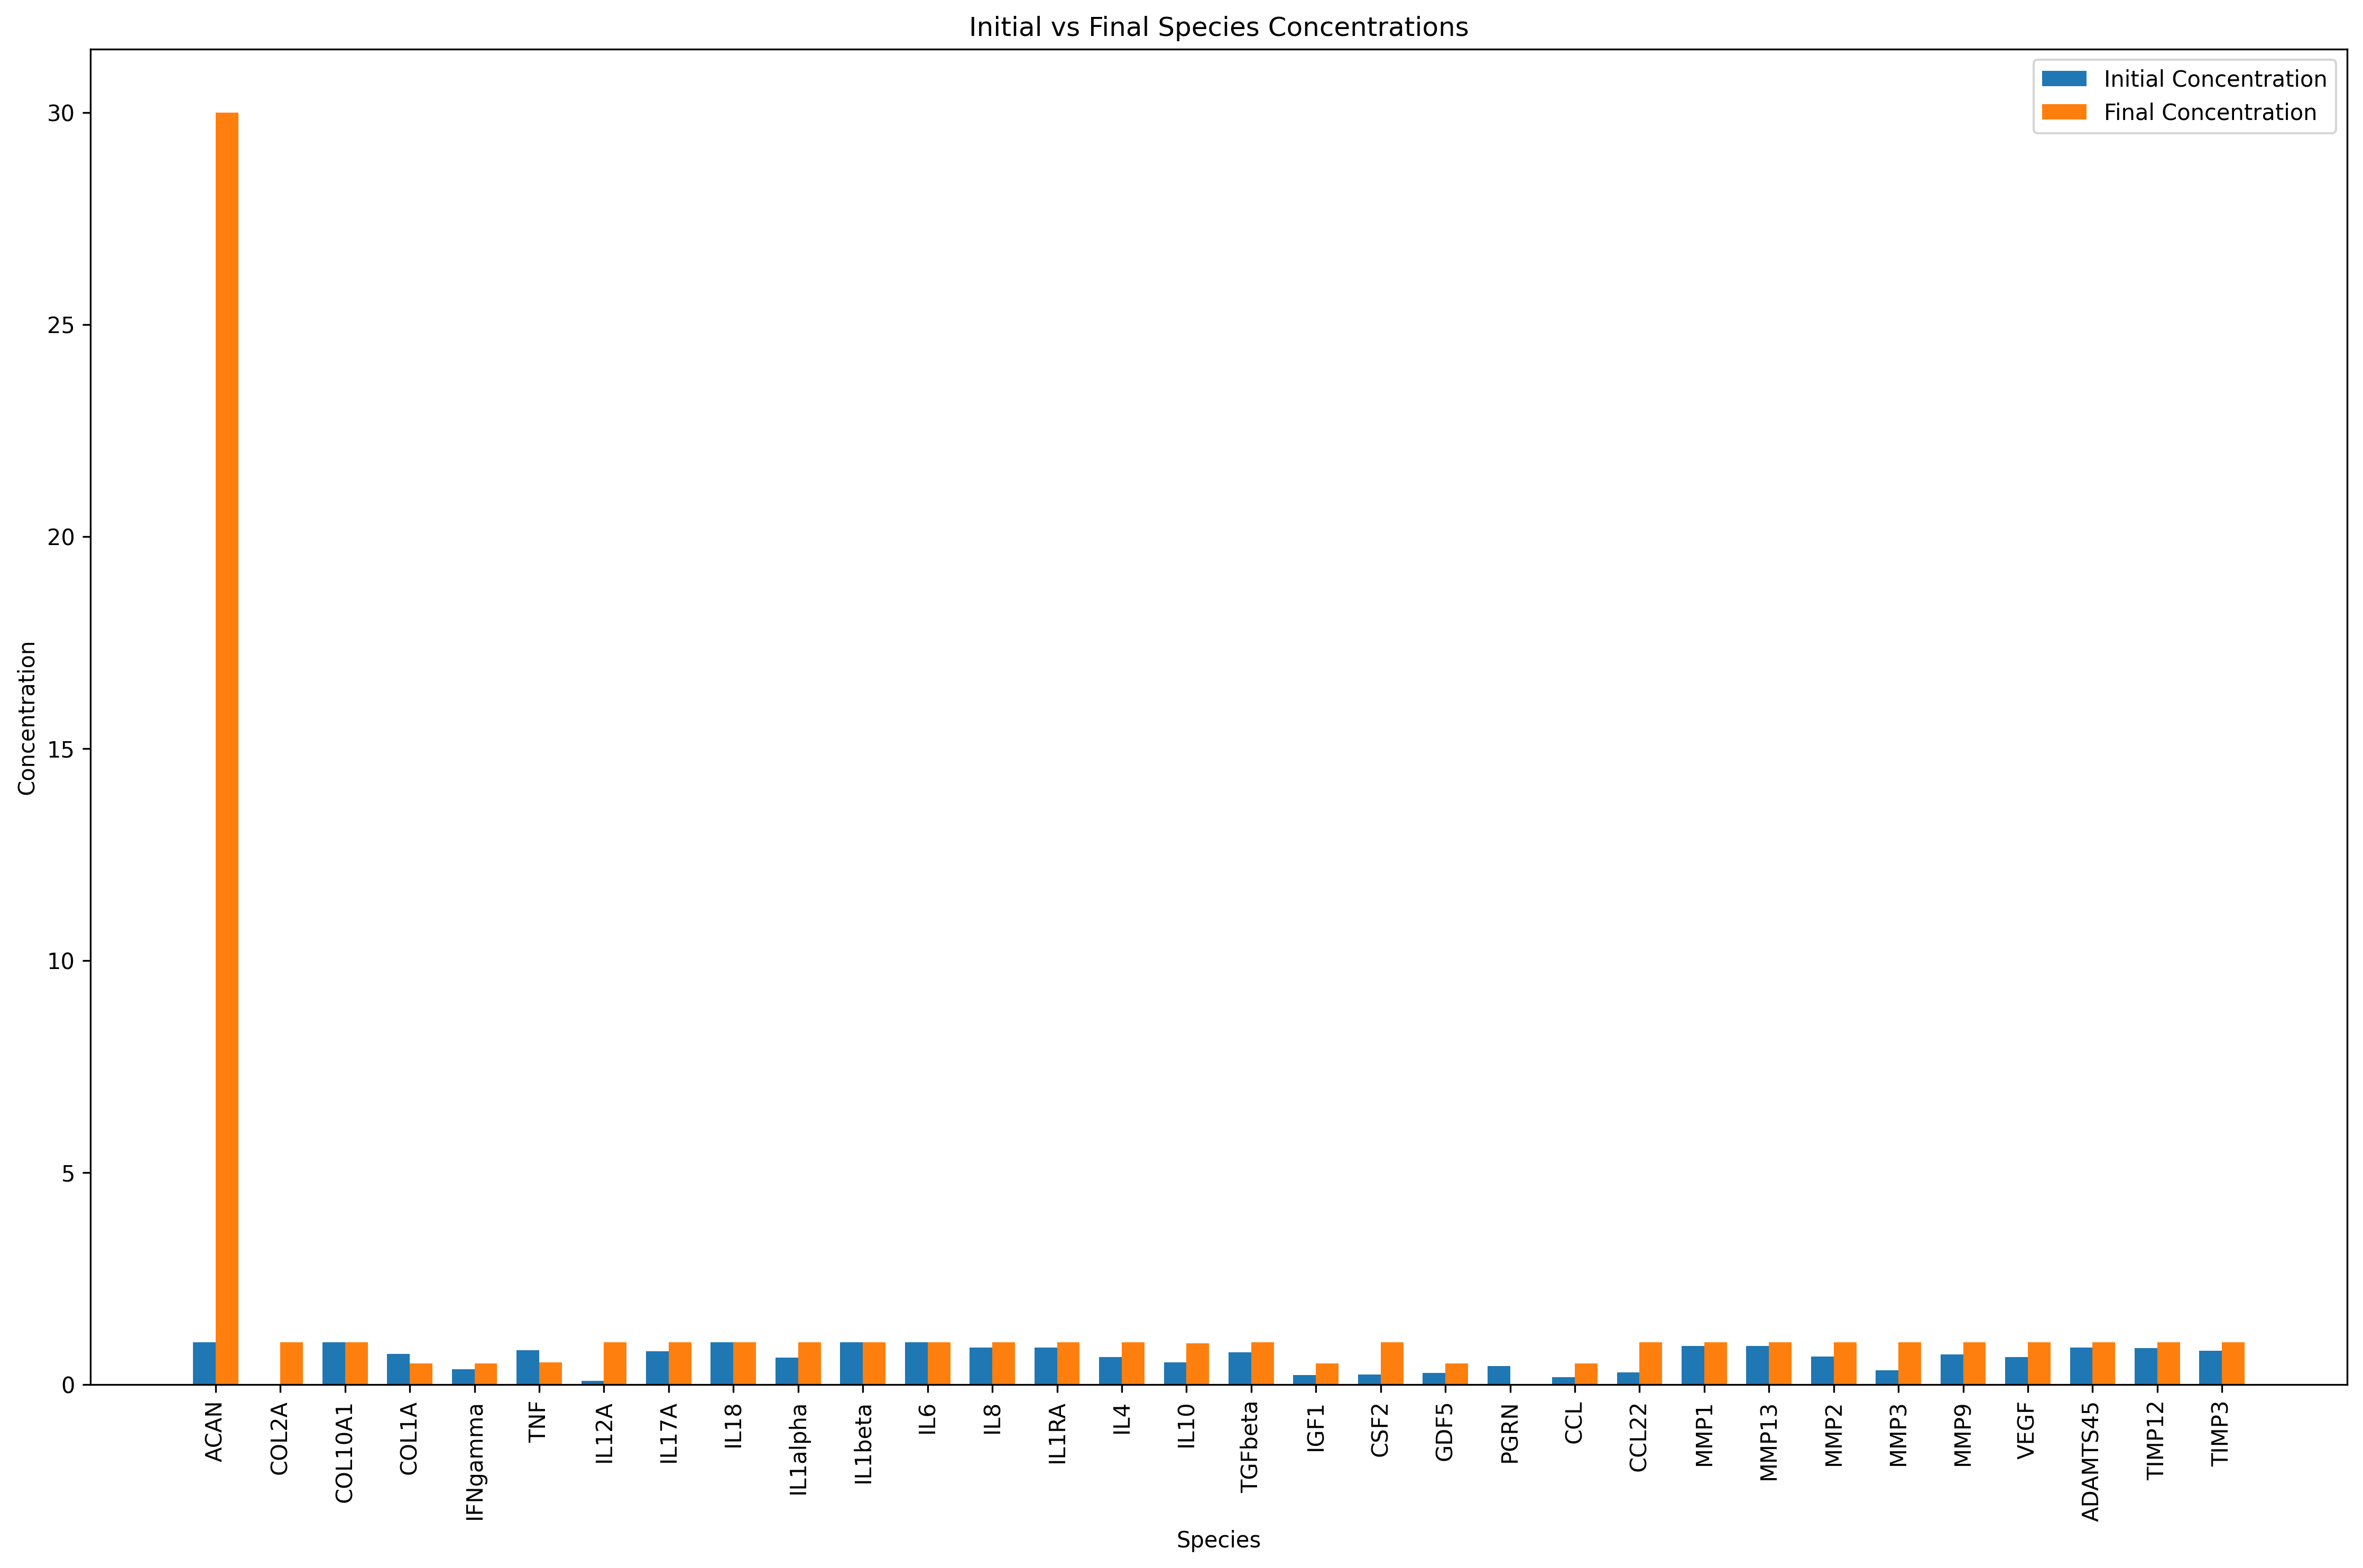 Initial vs Final Species Concentrations
Initial Concentration
Final Concentration
Concentration
30
25
20
15
10
5
0
ACAN
COL2A
COL10A1
COL1A
IFNgamma
TNF
IL12A
IL17A
IL18
IL1alpha
IL1beta
IL6
IL8
IL1RA
IL4
IL10
TGFbeta
IGF1
CSF2
GDF5
PGRN
CCL
CCL22
MMP1
MMP13
MMP2
MMP3
MMP9
VEGF
ADAMTS45
TIMP12
TIMP3
Species